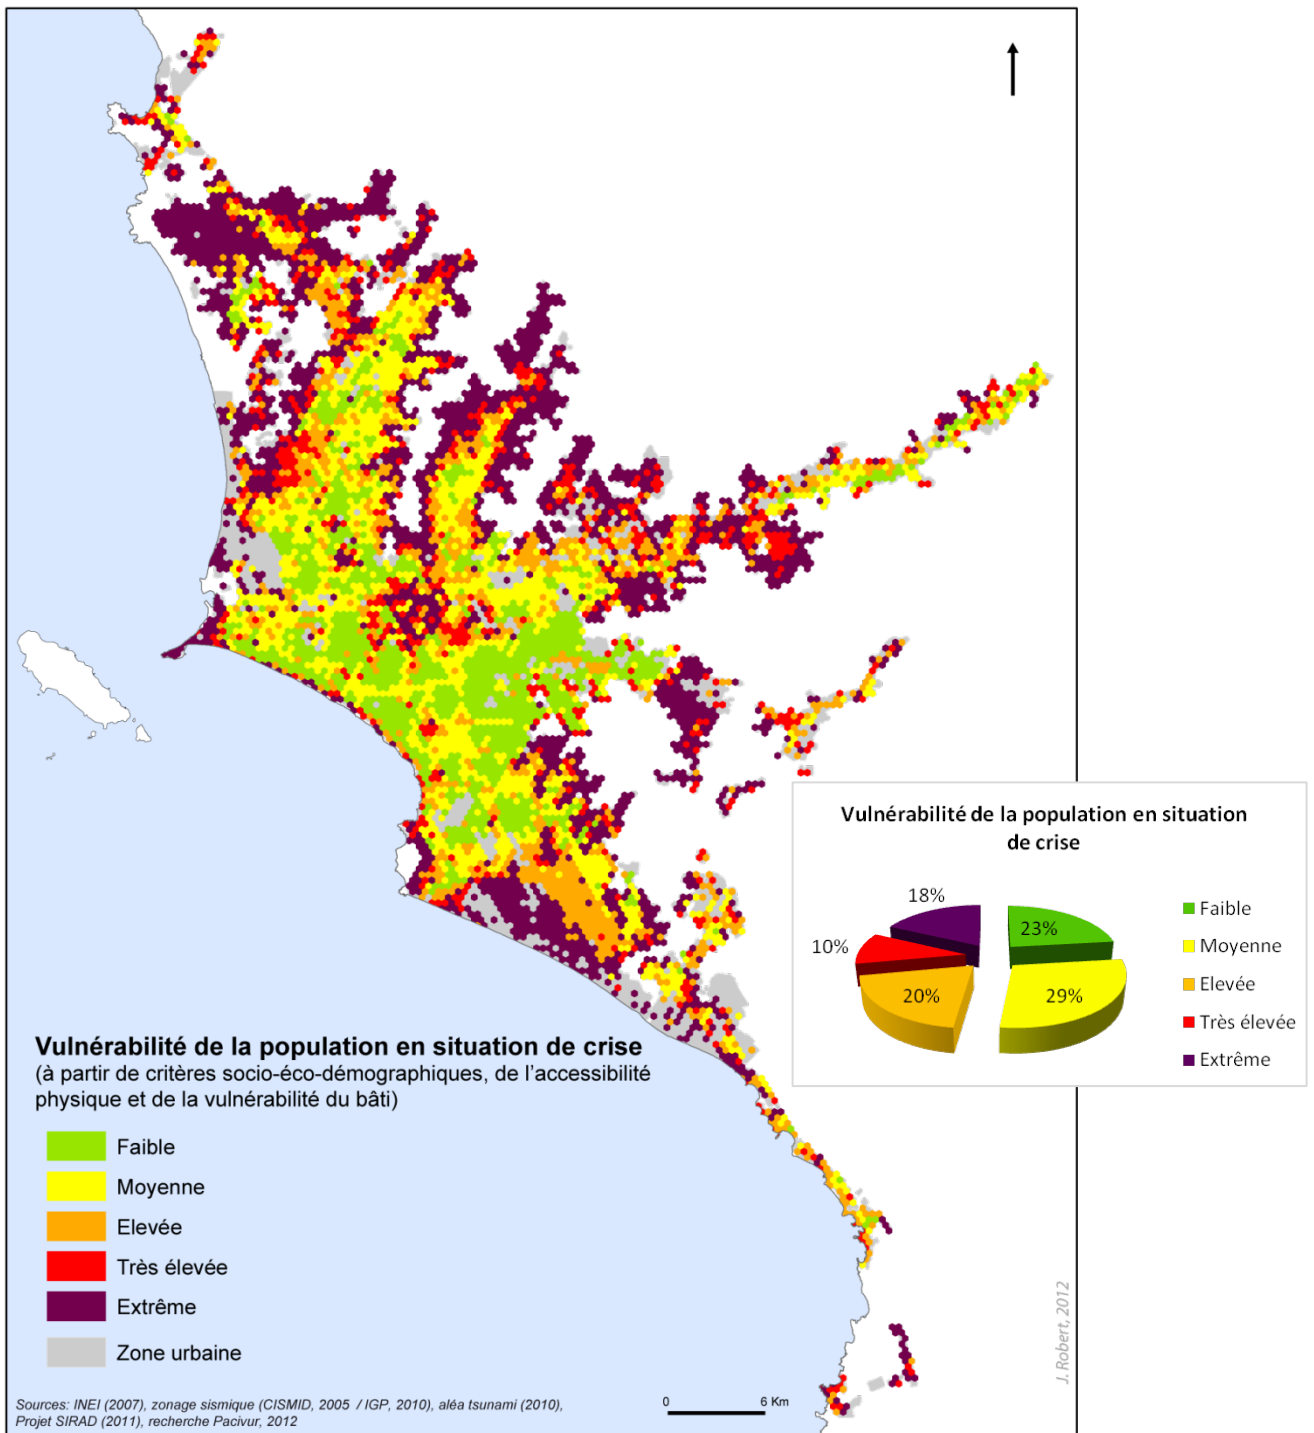 Vulnérabilité de la population en situation
de crise
18%
23%
10%
20%
29%
Faible
Moyenne
Elevée
Très élevée
Extrême
Vulnérabilité de la population en situation de crise
(à partir de critères socio-éco-démographiques, de l'accessibilité
physique et de la vulnérabilité du bâti)
Faible
Moyenne
Elevée
Très élevée
Extrême
Zone urbaine
J. Robert, 2012
Sources: INEI (2007), zonage sismique (CISMID, 2005 / IGP, 2010), aléa tsunami (2010),
Projet SIRAD (2011), recherche Pacivur, 2012
0 6 Km